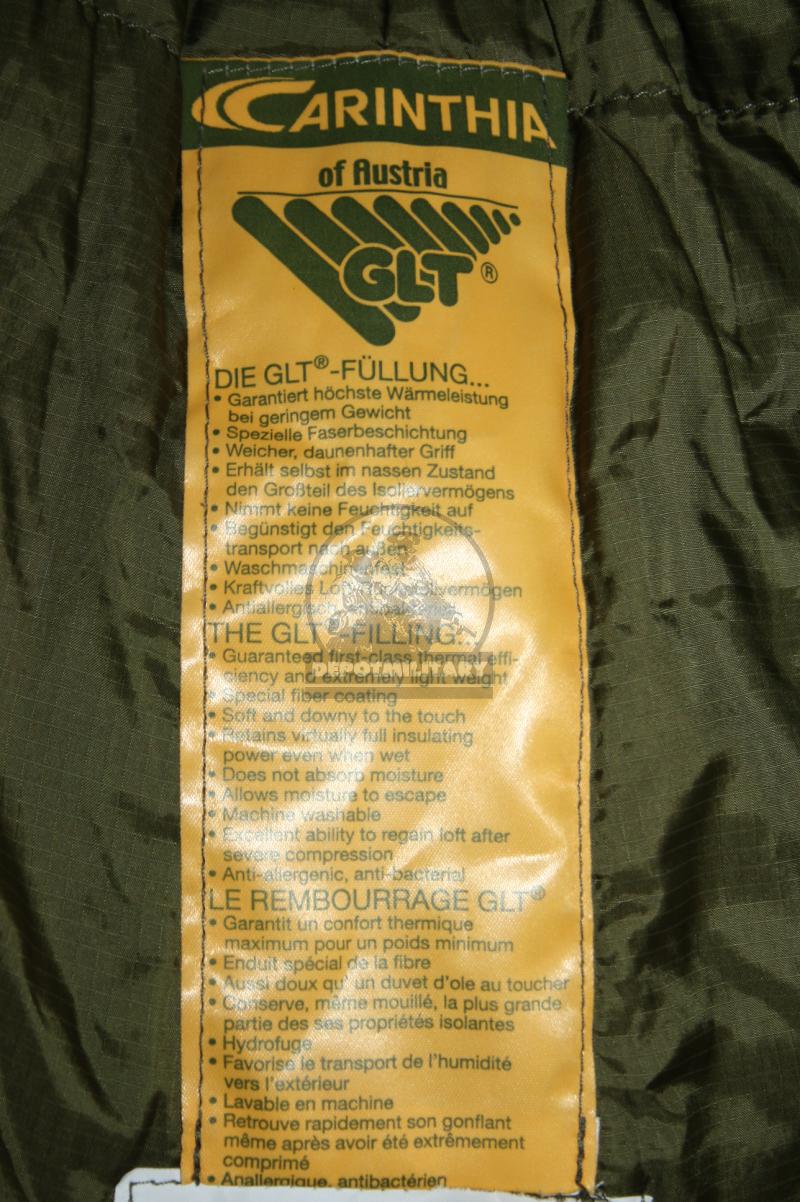 CARINTHIA
of Austria
GLT®
DIE GLT®-FÜLLUNG...
• Garantiert höchste Wärmeleistung
bei geringem Gewicht
• Spezielle Faserbeschichtung
• Weicher, daunenhafter Griff
• Erhält selbst im nassen Zustand
den Großteil des Isoliervermögens
• Nimmt keine Feuchtigkeit auf
• Begünstigt den Feuchtigkeits-
transport nach außen
• Waschmaschinenfest
• Kraftvolles
• Antiallergisch, antibakteriell
THE GLT®-FILLING...
• Guaranteed first-class thermal effi-
ciency and extremely light weight
• Special fiber coating
• Soft and downy to the touch
• Retains virtually full insulating
power even when wet
• Does not absorb moisture
• Allows moisture to escape
• Machine washable
• Excellent ability to regain loft after
severe compression
• Anti-allergenic, anti-bacterial
LE REMBOURRAGE GLT®
• Garantit un confort thermique
maximum pour un poids minimum
• Enduit spécial de la fibre
• Aussi doux qu' un duvet d'oie au toucher
• Conserve, même mouillé, la plus grande
partie des ses propriétés isolantes
• Hydrofuge
• Favorise le transport de l'humidité
vers l'extérieur
• Lavable en machine
• Retrouve rapidement son gonflant
même après avoir été extrêmement
comprimé
• Anallergique, antibactérien